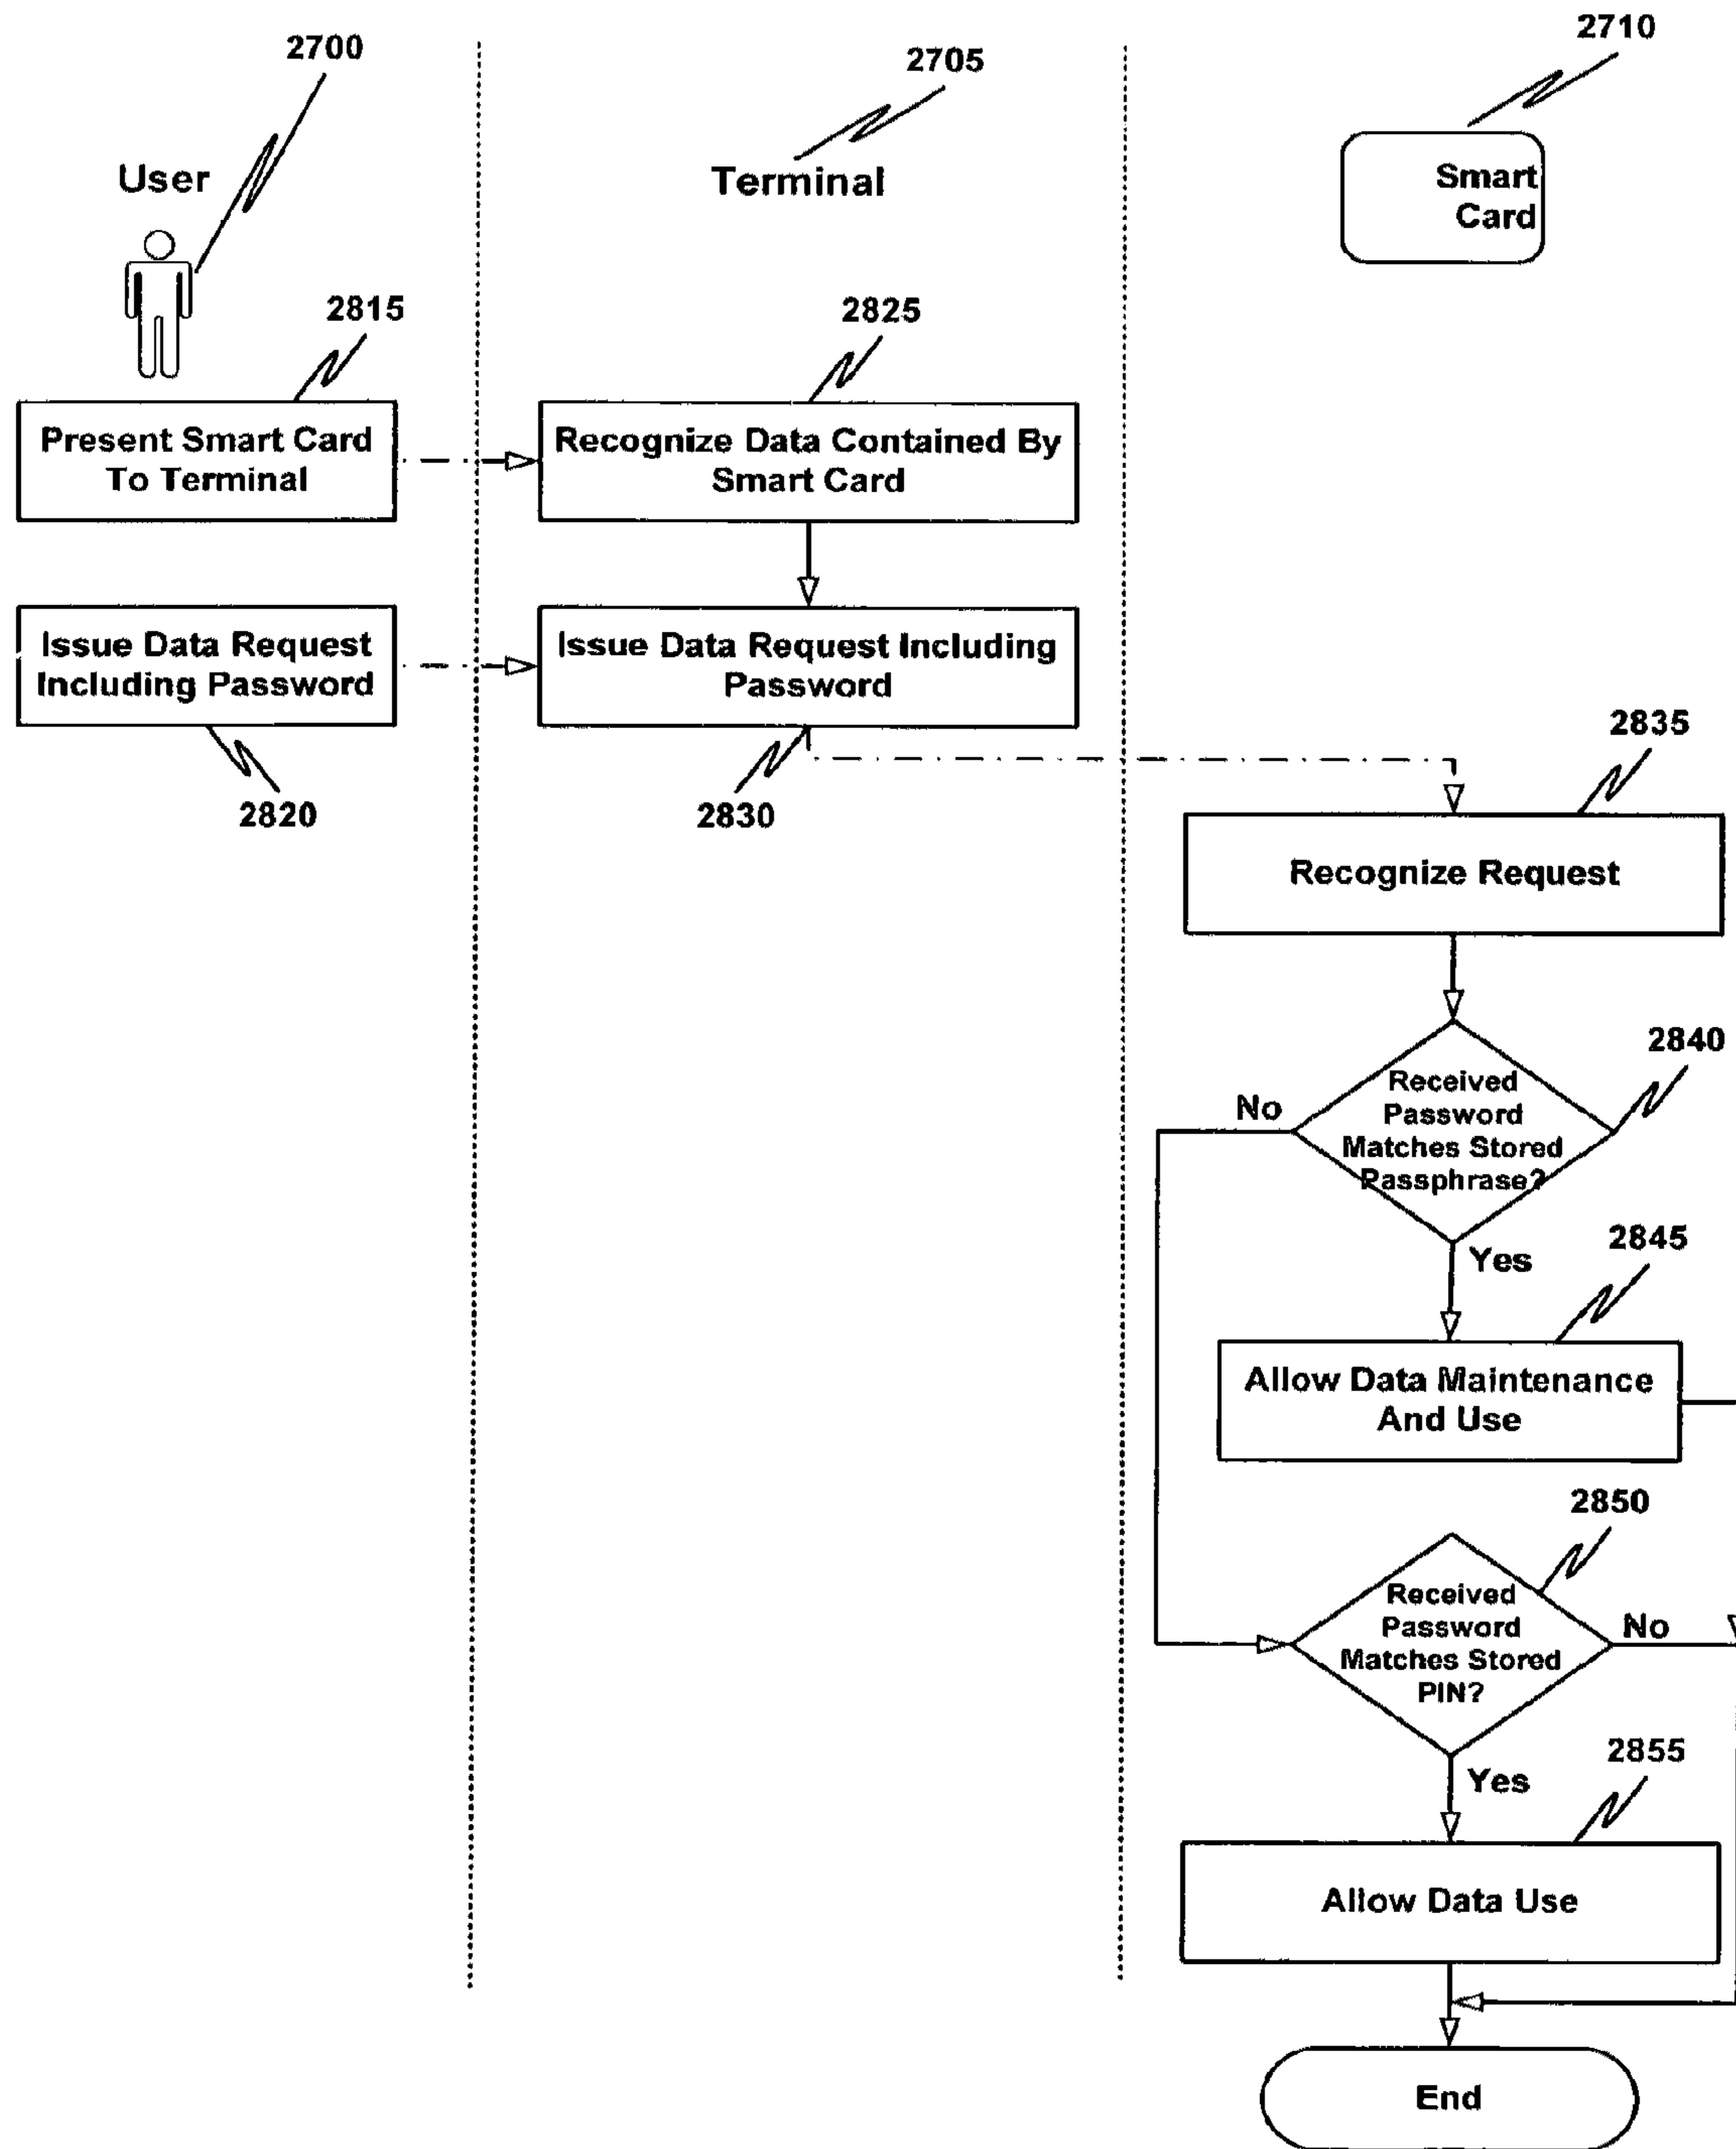 2700
2705
2710
User
Terminal
Smart
Card
2815
2825
Present Smart Card
To Terminal
Recognize Data Contained By
Smart Card
Issue Data Request
Including Password
Issue Data Request Including
Password
2820
2830
2835
Recognize Request
2840
Received
Password
Matches Stored
Passphrase?
No
Yes
2845
Allow Data Maintenance
And Use
2850
Received
Password
Matches Stored
PIN?
No
Yes
2855
Allow Data Use
End